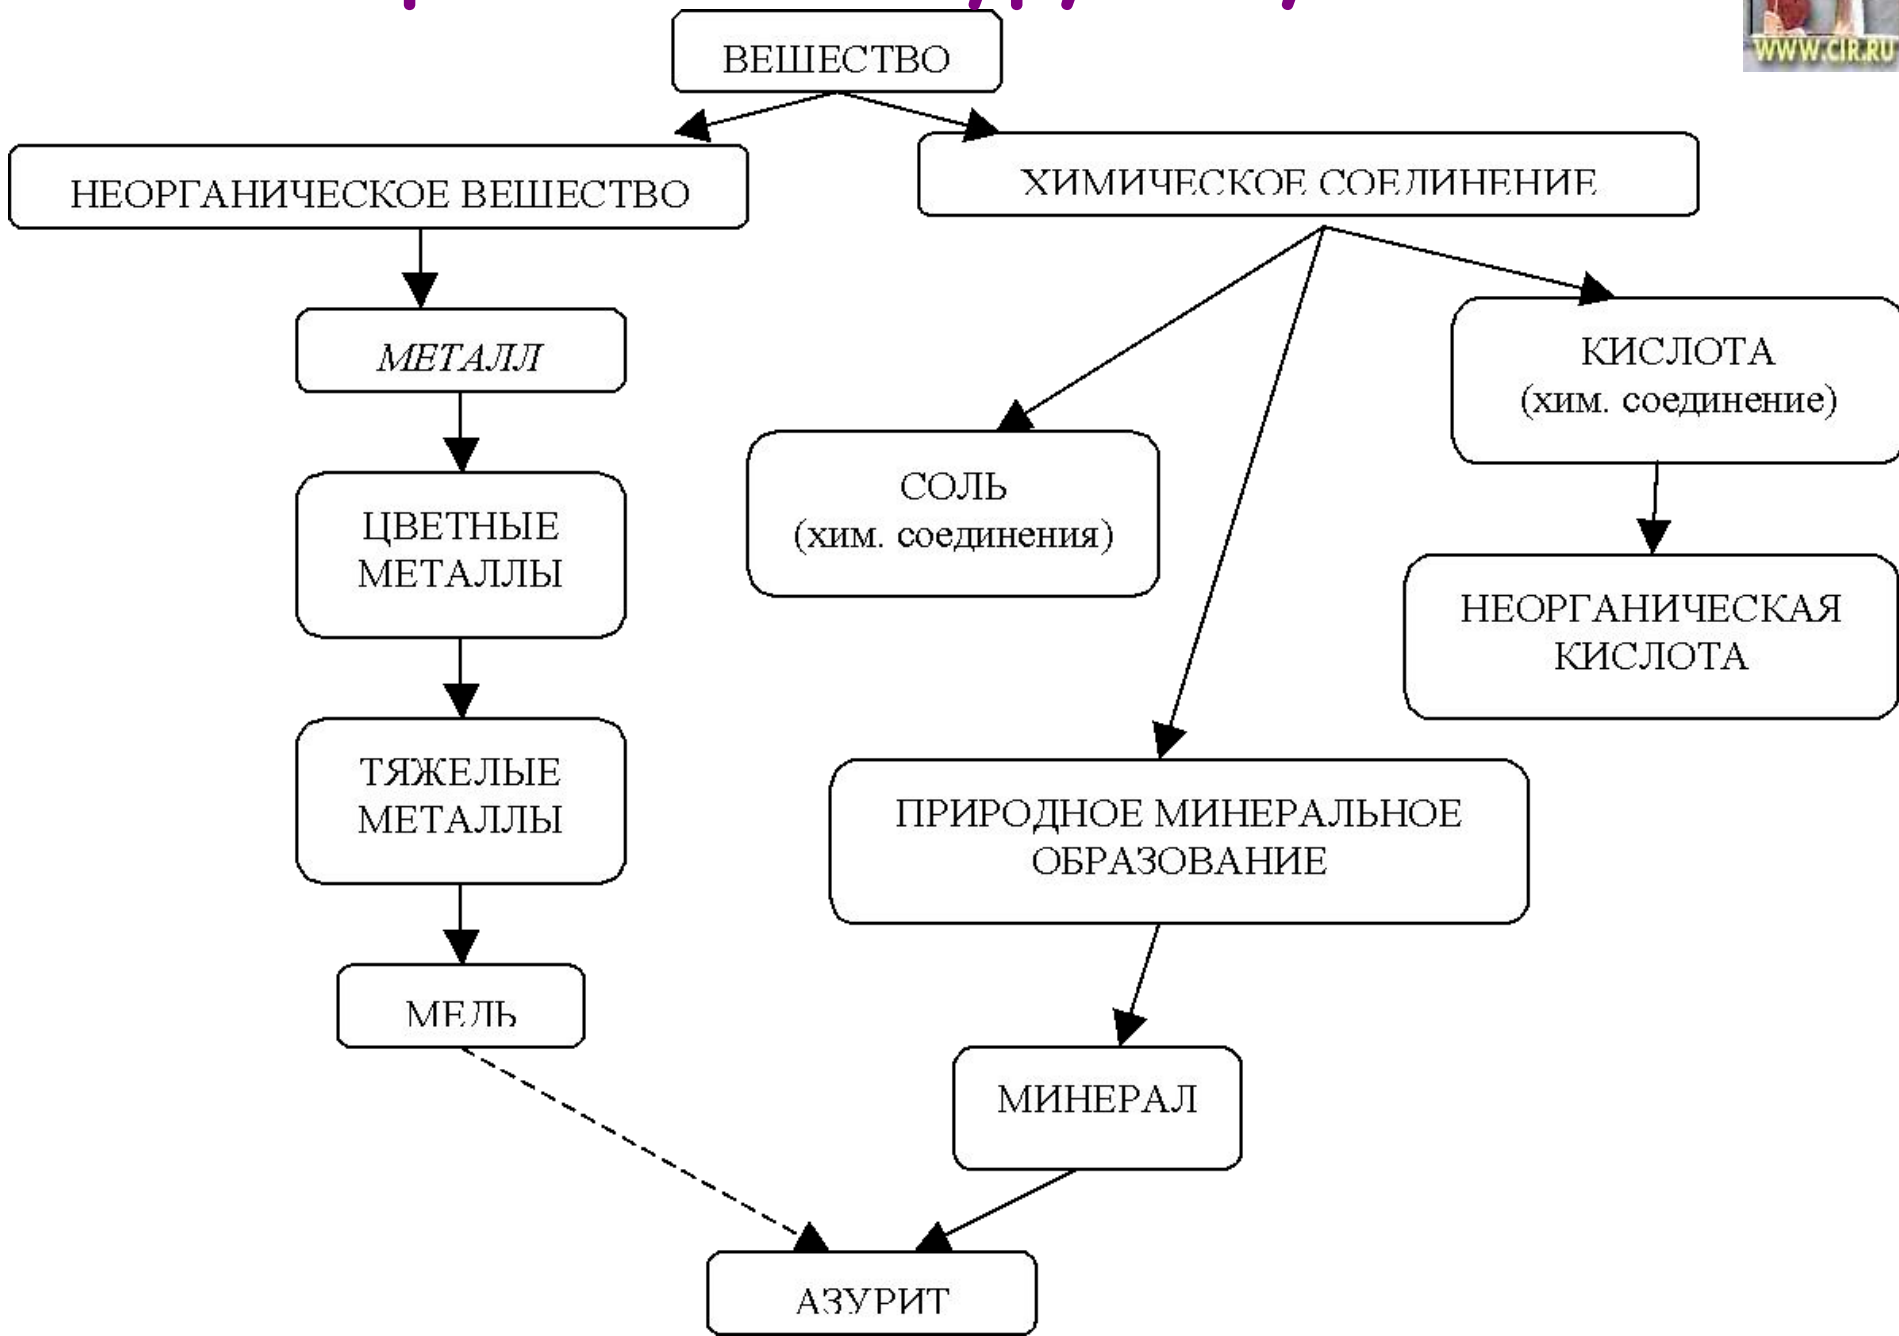 WWW.CIR.RU
ВЕЩЕСТВО
НЕОРГАНИЧЕСКОЕ ВЕЩЕСТВО
ХИМИЧЕСКОЕ СОЕДИНЕНИЕ
МЕТАЛЛ
КИСЛОТА
(хим. соединение)
СОЛЬ
(хим. соединения)
ЦВЕТНЫЕ
МЕТАЛЛЫ
НЕОРГАНИЧЕСКАЯ
КИСЛОТА
ТЯЖЕЛЫЕ
МЕТАЛЛЫ
ПРИРОДНОЕ МИНЕРАЛЬНОЕ
ОБРАЗОВАНИЕ
МЕДЬ
МИНЕРАЛ
АЗУРИТ